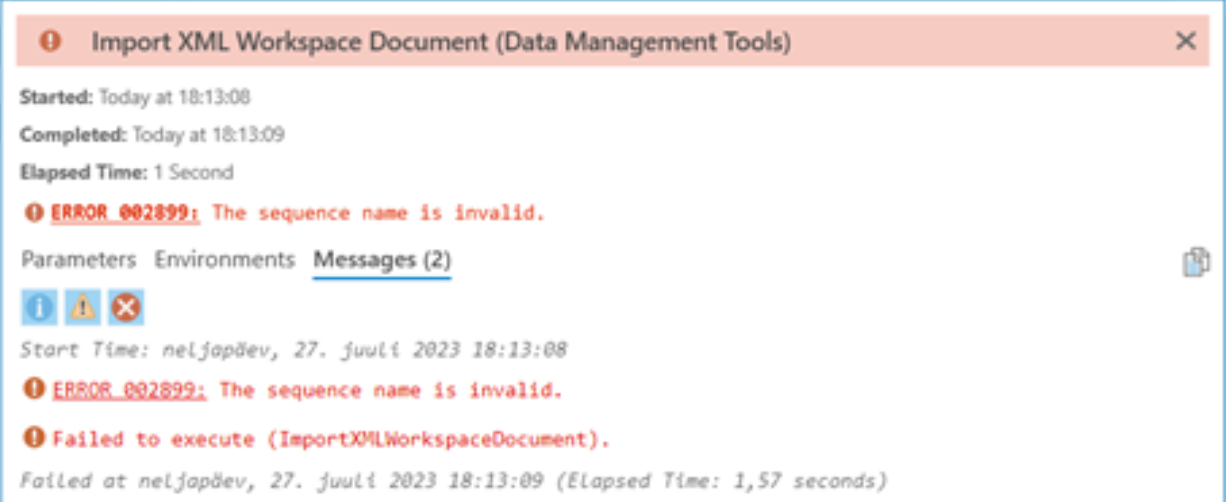 Import XML Workspace Document (Data Management Tools)
Started: Today at 18:13:08
Completed: Today at 18:13:09
Elapsed Time: 1 Second
ERROR 002899: The sequence name is invalid.
Parameters Environments Messages (2)
Start Time: neljapäev, 27. juuli 2023 18:13:08
ERROR 002899: The sequence name is invalid.
Failed to execute (ImportXMLWorkspaceDocument).
Failed at neljapäev, 27. juuli 2023 18:13:09 (Elapsed Time: 1,57 seconds)